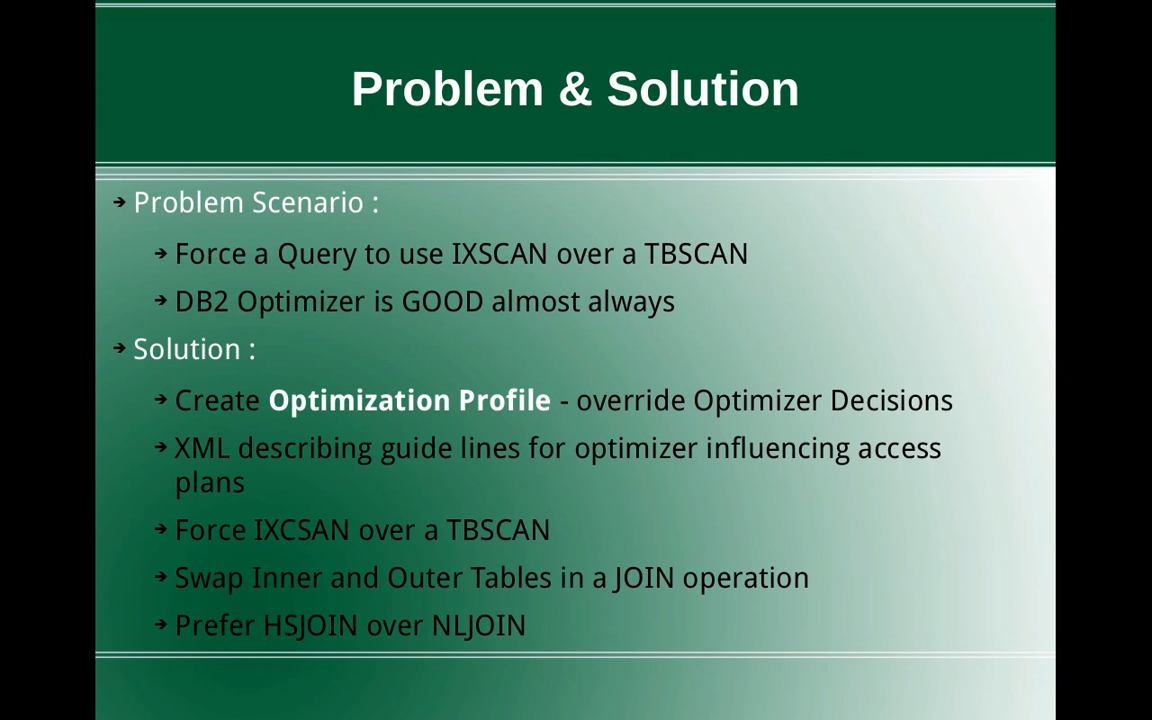 Problem & Solution
➔ Problem Scenario :
➔ Force a Query to use IXSCAN over a TBSCAN
➔ DB2 Optimizer is GOOD almost always
➔ Solution :
➔ Create Optimization Profile - override Optimizer Decisions
➔ XML describing guide lines for optimizer influencing access
plans
➔ Force IXCSAN over a TBSCAN
➔ Swap Inner and Outer Tables in a JOIN operation
➔ Prefer HSJOIN over NLJOIN